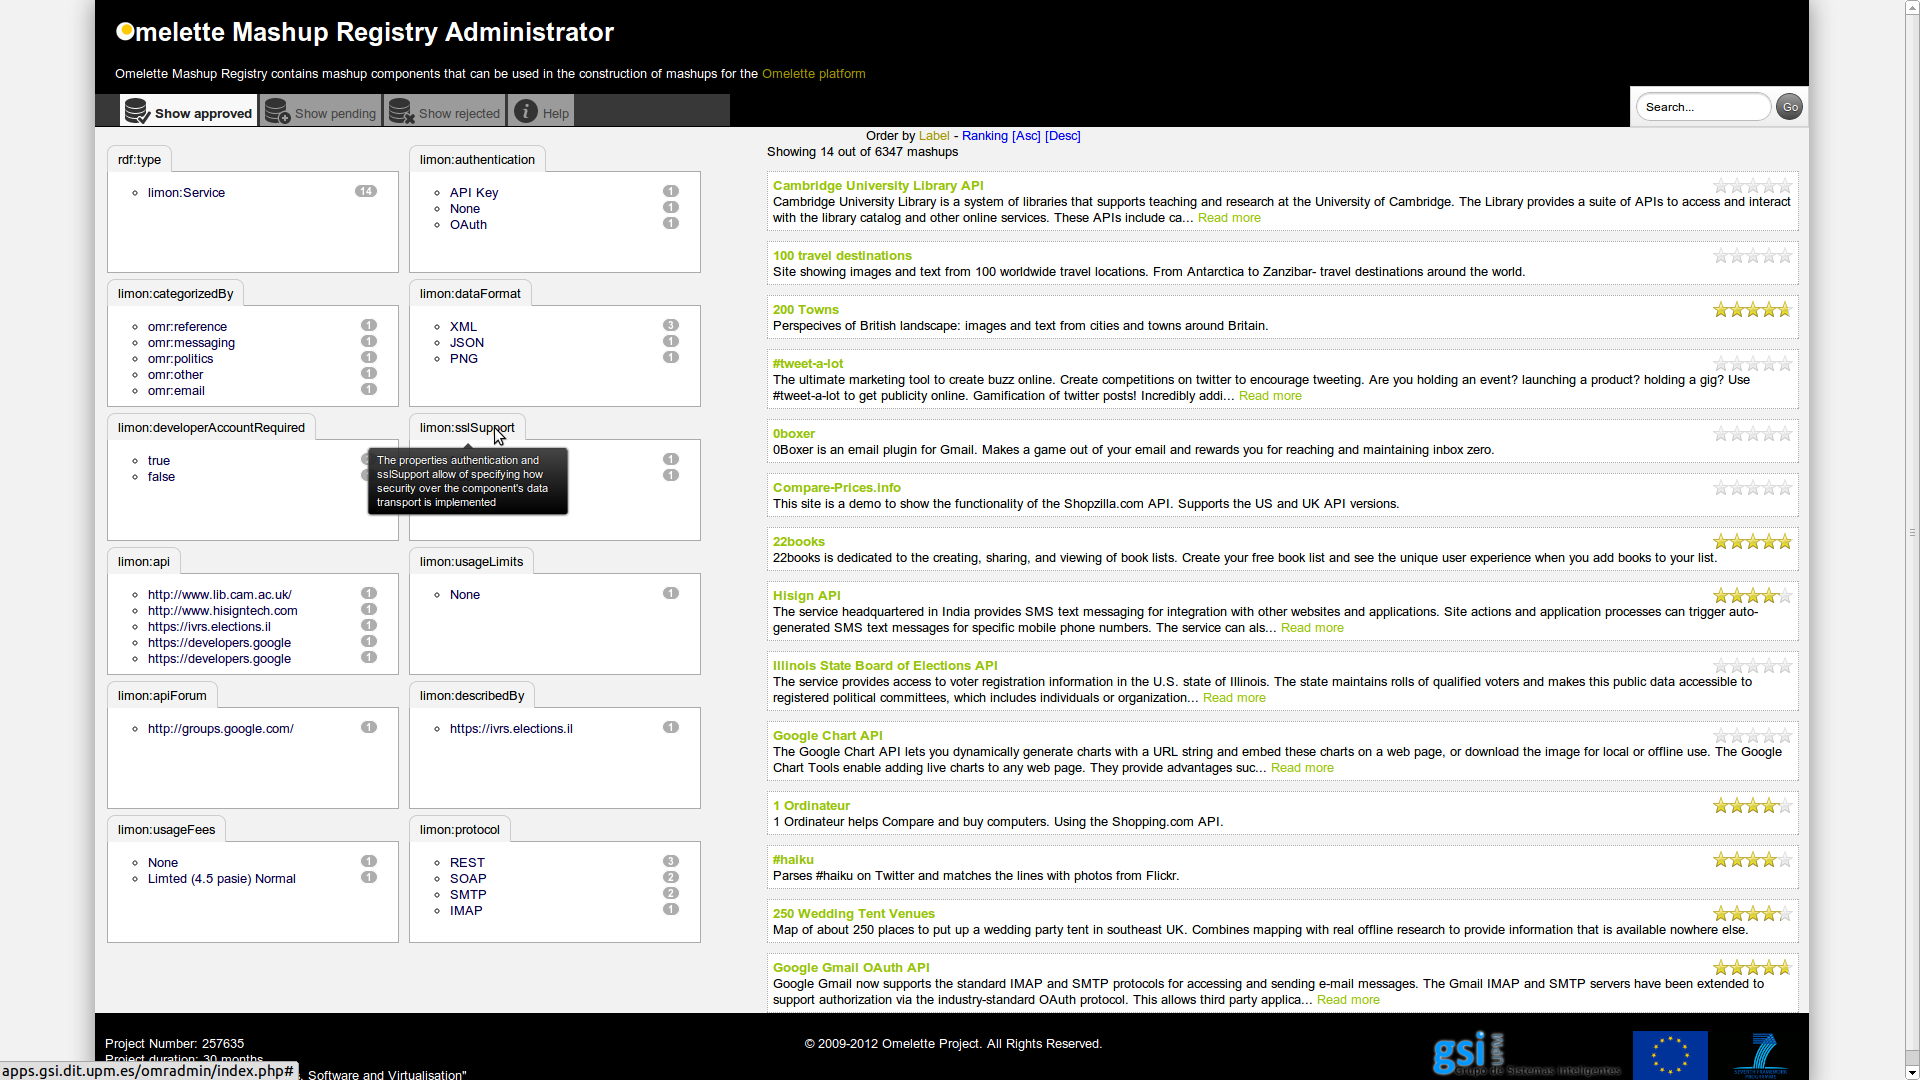 Omelette Mashup Registry Administrator
Omelette Mashup Registry contains mashup components that can be used in the construction of mashups for the Omelette platform
Show approved
Show pending
Show rejected
Help
Search...
Go
rdf:type
limon:Service 14
limon:authentication
API Key 1
None 1
OAuth 1
limon:categorizedBy
omr:reference 1
omr:messaging 1
omr:politics 1
omr:other 1
omr:email 1
limon:dataFormat
XML 3
JSON 1
PNG 1
limon:developerAccountRequired
true
false
limon:sslSupport
1
1
The properties authentication and
sslSupport allow of specifying how
security over the component's data
transport is implemented
limon:api
http://www.lib.cam.ac.uk/ 1
http://www.hisigntech.com 1
https://ivrs.elections.il 1
https://developers.google 1
https://developers.google 1
limon:usageLimits
None 1
limon:apiForum
http://groups.google.com/ 1
limon:describedBy
https://ivrs.elections.il 1
limon:usageFees
None 1
Limted (4.5 pasie) Normal 1
limon:protocol
REST 3
SOAP 2
SMTP 2
IMAP 1
Order by Label - Ranking [Asc] [Desc]
Showing 14 out of 6347 mashups
Cambridge University Library API
Cambridge University Library is a system of libraries that supports teaching and research at the University of Cambridge. The Library provides a suite of APIs to access and interact
with the library catalog and other online services. These APIs include ca... Read more
100 travel destinations
Site showing images and text from 100 worldwide travel locations. From Antarctica to Zanzibar- travel destinations around the world.
200 Towns
Perspecives of British landscape: images and text from cities and towns around Britain.
#tweet-a-lot
The ultimate marketing tool to create buzz online. Create competitions on twitter to encourage tweeting. Are you holding an event? launching a product? holding a gig? Use
#tweet-a-lot to get publicity online. Gamification of twitter posts! Incredibly addi... Read more
0boxer
0Boxer is an email plugin for Gmail. Makes a game out of your email and rewards you for reaching and maintaining inbox zero.
Compare-Prices.info
This site is a demo to show the functionality of the Shopzilla.com API. Supports the US and UK API versions.
22books
22books is dedicated to the creating, sharing, and viewing of book lists. Create your free book list and see the unique user experience when you add books to your list.
Hisign API
The service headquartered in India provides SMS text messaging for integration with other websites and applications. Site actions and application processes can trigger auto-
generated SMS text messages for specific mobile phone numbers. The service can als... Read more
Illinois State Board of Elections API
The service provides access to voter registration information in the U.S. state of Illinois. The state maintains rolls of qualified voters and makes this public data accessible to
registered political committees, which includes individuals or organization... Read more
Google Chart API
The Google Chart API lets you dynamically generate charts with a URL string and embed these charts on a web page, or download the image for local or offline use. The Google
Chart Tools enable adding live charts to any web page. They provide advantages suc... Read more
1 Ordinateur
1 Ordinateur helps Compare and buy computers. Using the Shopping.com API.
#haiku
Parses #haiku on Twitter and matches the lines with photos from Flickr.
250 Wedding Tent Venues
Map of about 250 places to put up a wedding party tent in southeast UK. Combines mapping with real offline research to provide information that is available nowhere else.
Google Gmail OAuth API
Google Gmail now supports the standard IMAP and SMTP protocols for accessing and sending e-mail messages. The Gmail IMAP and SMTP servers have been extended to
support authorization via the industry-standard OAuth protocol. This allows third party applica... Read more
Project Number: 257635
Project duration: 30 months
, Software and Virtualisation"
apps.gsi.dit.upm.es/omradmin/index.php#
© 2009-2012 Omelette Project. All Rights Reserved.
gsi UPM
Grupo de Sistemas Inteligentes